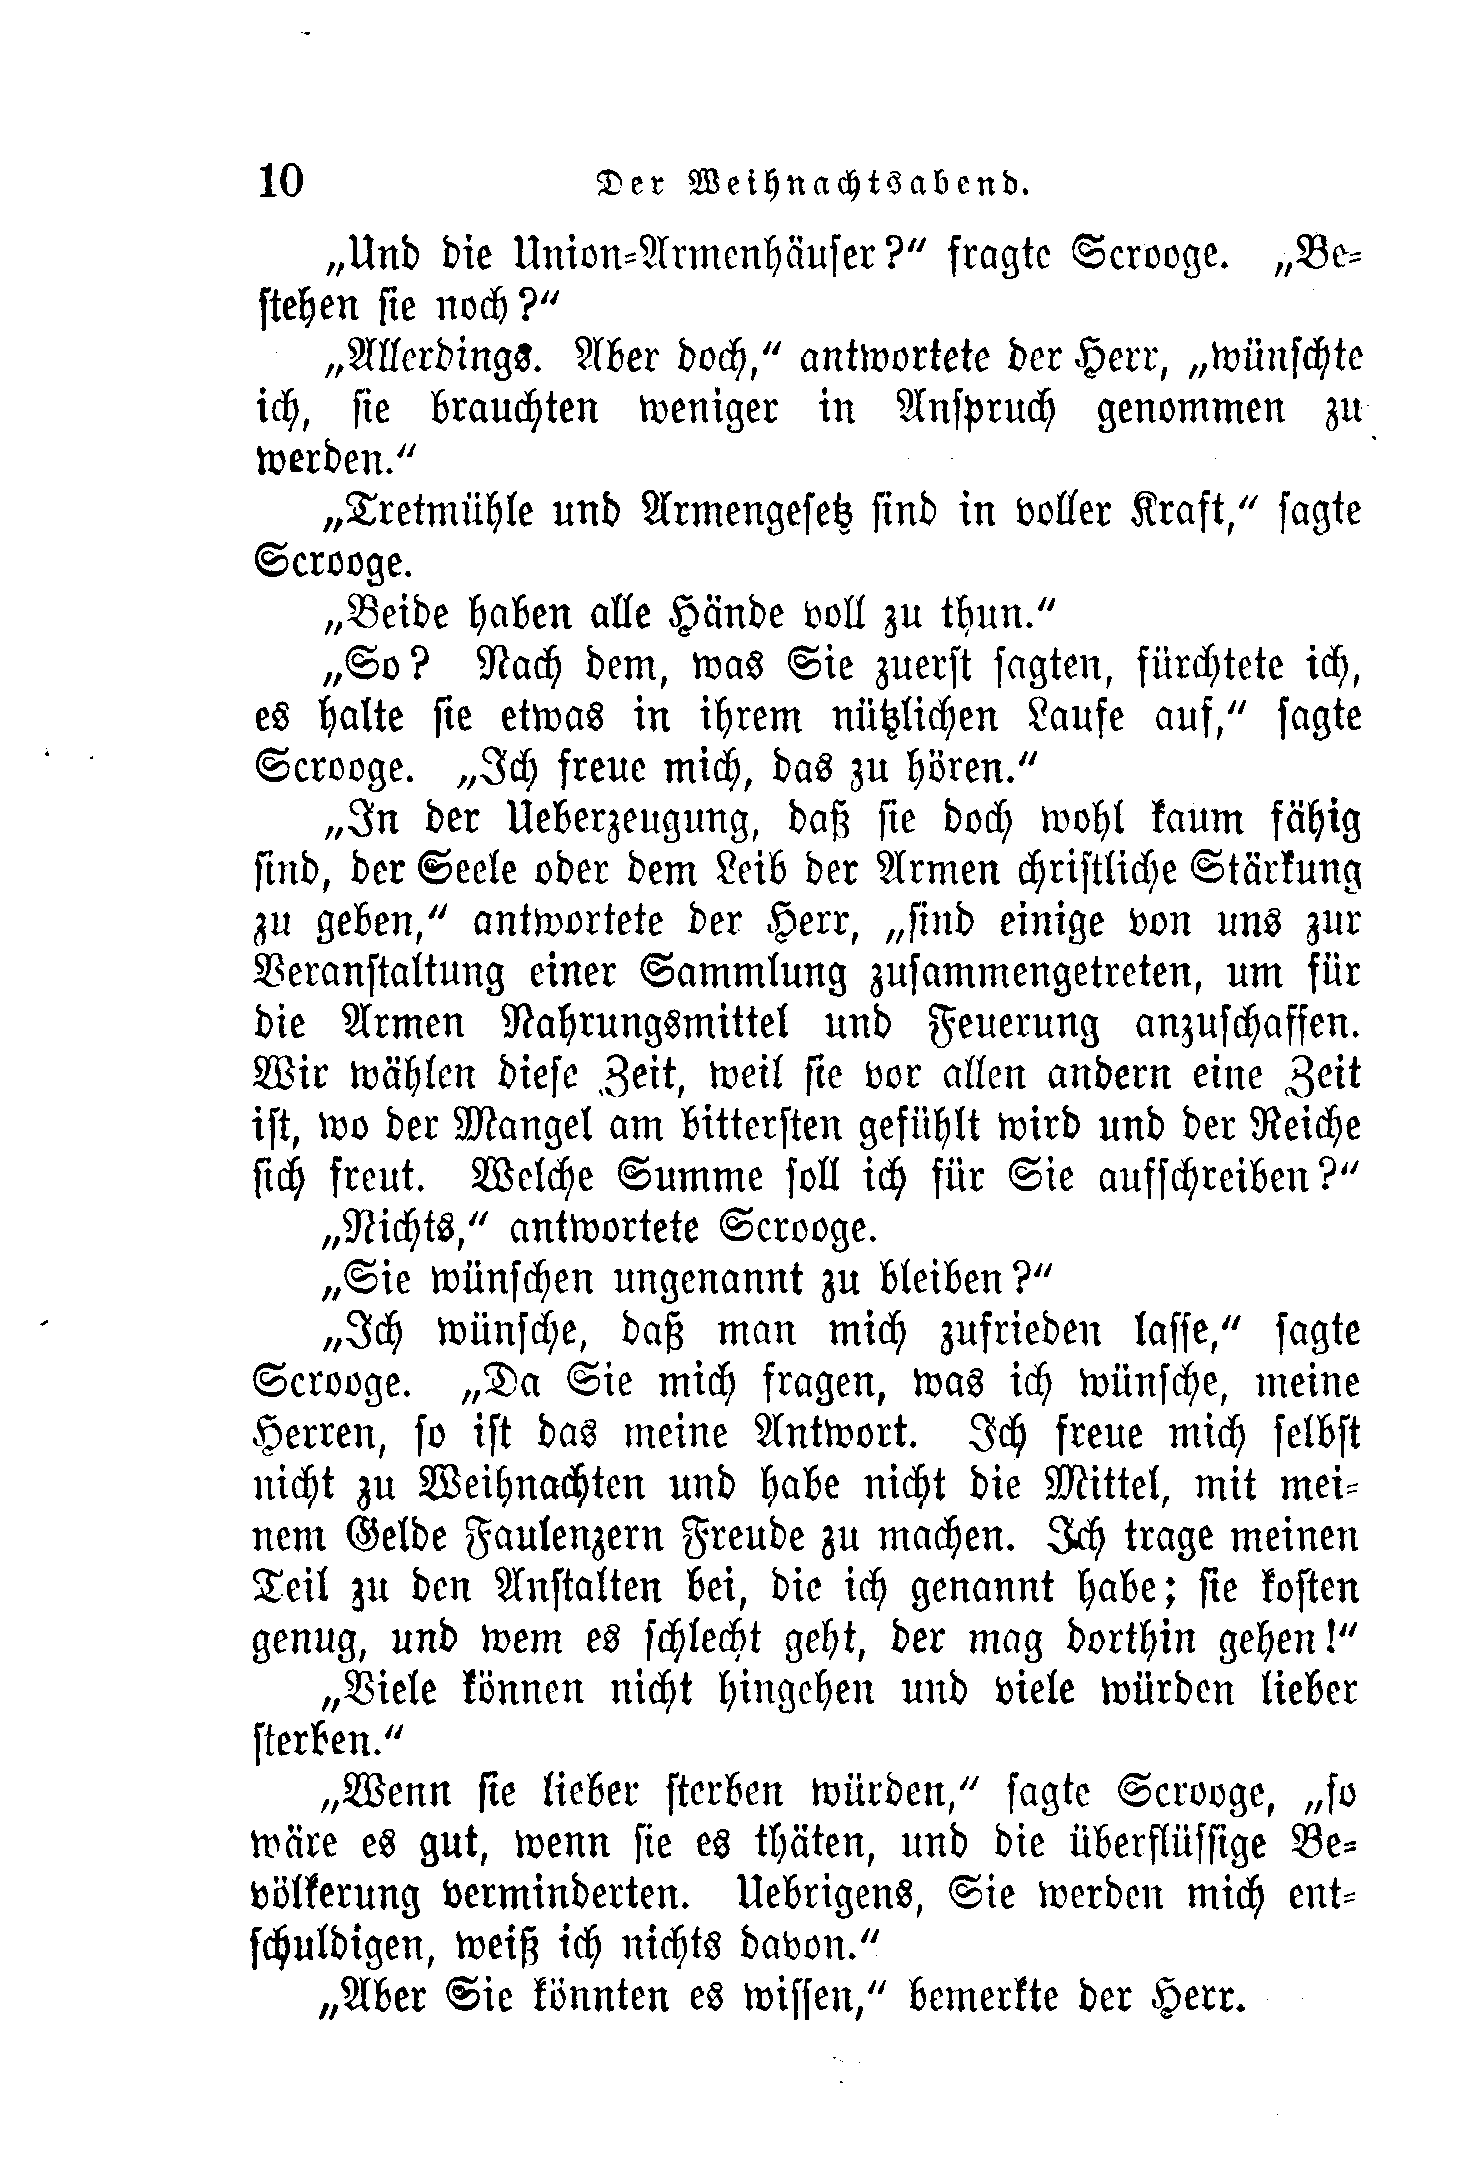 10 Der Weihnachtsabend.
„Und die Union-Armenhäuser?“ fragte Scrooge. „Be-
stehen sie noch?“
„Allerdings. Aber doch,“ antwortete der Herr, „wünschte
ich, sie brauchten weniger in Anspruch genommen zu
werden.“
„Tretmühle und Armengesetz sind in voller Kraft,“ sagte
Scrooge.
„Beide haben alle Hände voll zu thun.“
„So? Nach dem, was Sie zuerst sagten, fürchtete ich,
es halte sie etwas in ihrem nützlichen Laufe auf,“ sagte
Scrooge. „Ich freue mich, das zu hören.“
„In der Ueberzeugung, daß sie doch wohl kaum fähig
sind, der Seele oder dem Leib der Armen christliche Stärkung
zu geben,“ antwortete der Herr, „sind einige von uns zur
Veranstaltung einer Sammlung zusammengetreten, um für
die Armen Nahrungsmittel und Feuerung anzuschaffen.
Wir wählen diese Zeit, weil sie vor allen andern eine Zeit
ist, wo der Mangel am bittersten gefühlt wird und der Reiche
sich freut. Welche Summe soll ich für Sie aufschreiben?“
„Nichts,“ antwortete Scrooge.
„Sie wünschen ungenannt zu bleiben?“
„Ich wünsche, daß man mich zufrieden lasse,“ sagte
Scrooge. „Da Sie mich fragen, was ich wünsche, meine
Herren, so ist das meine Antwort. Ich freue mich selbst
nicht zu Weihnachten und habe nicht die Mittel, mit mei-
nem Gelde Faulenzern Freude zu machen. Ich trage meinen
Teil zu den Anstalten bei, die ich genannt habe; sie kosten
genug, und wem es schlecht geht, der mag dorthin gehen!“
„Viele können nicht hingehen und viele würden lieber
sterben.“
„Wenn sie lieber sterben würden,“ sagte Scrooge, „so
wäre es gut, wenn sie es thäten, und die überflüssige Be-
völkerung verminderten. Uebrigens, Sie werden mich ent-
schuldigen, weiß ich nichts davon.“
„Aber Sie könnten es wissen,“ bemerkte der Herr.